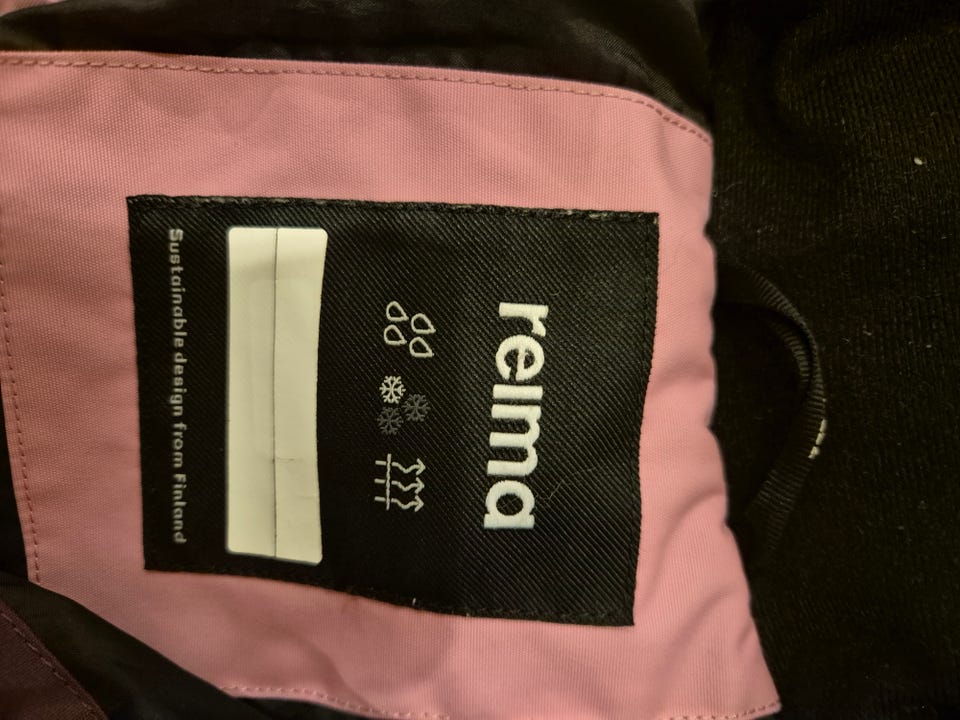 reima
Sustainable design from Finland